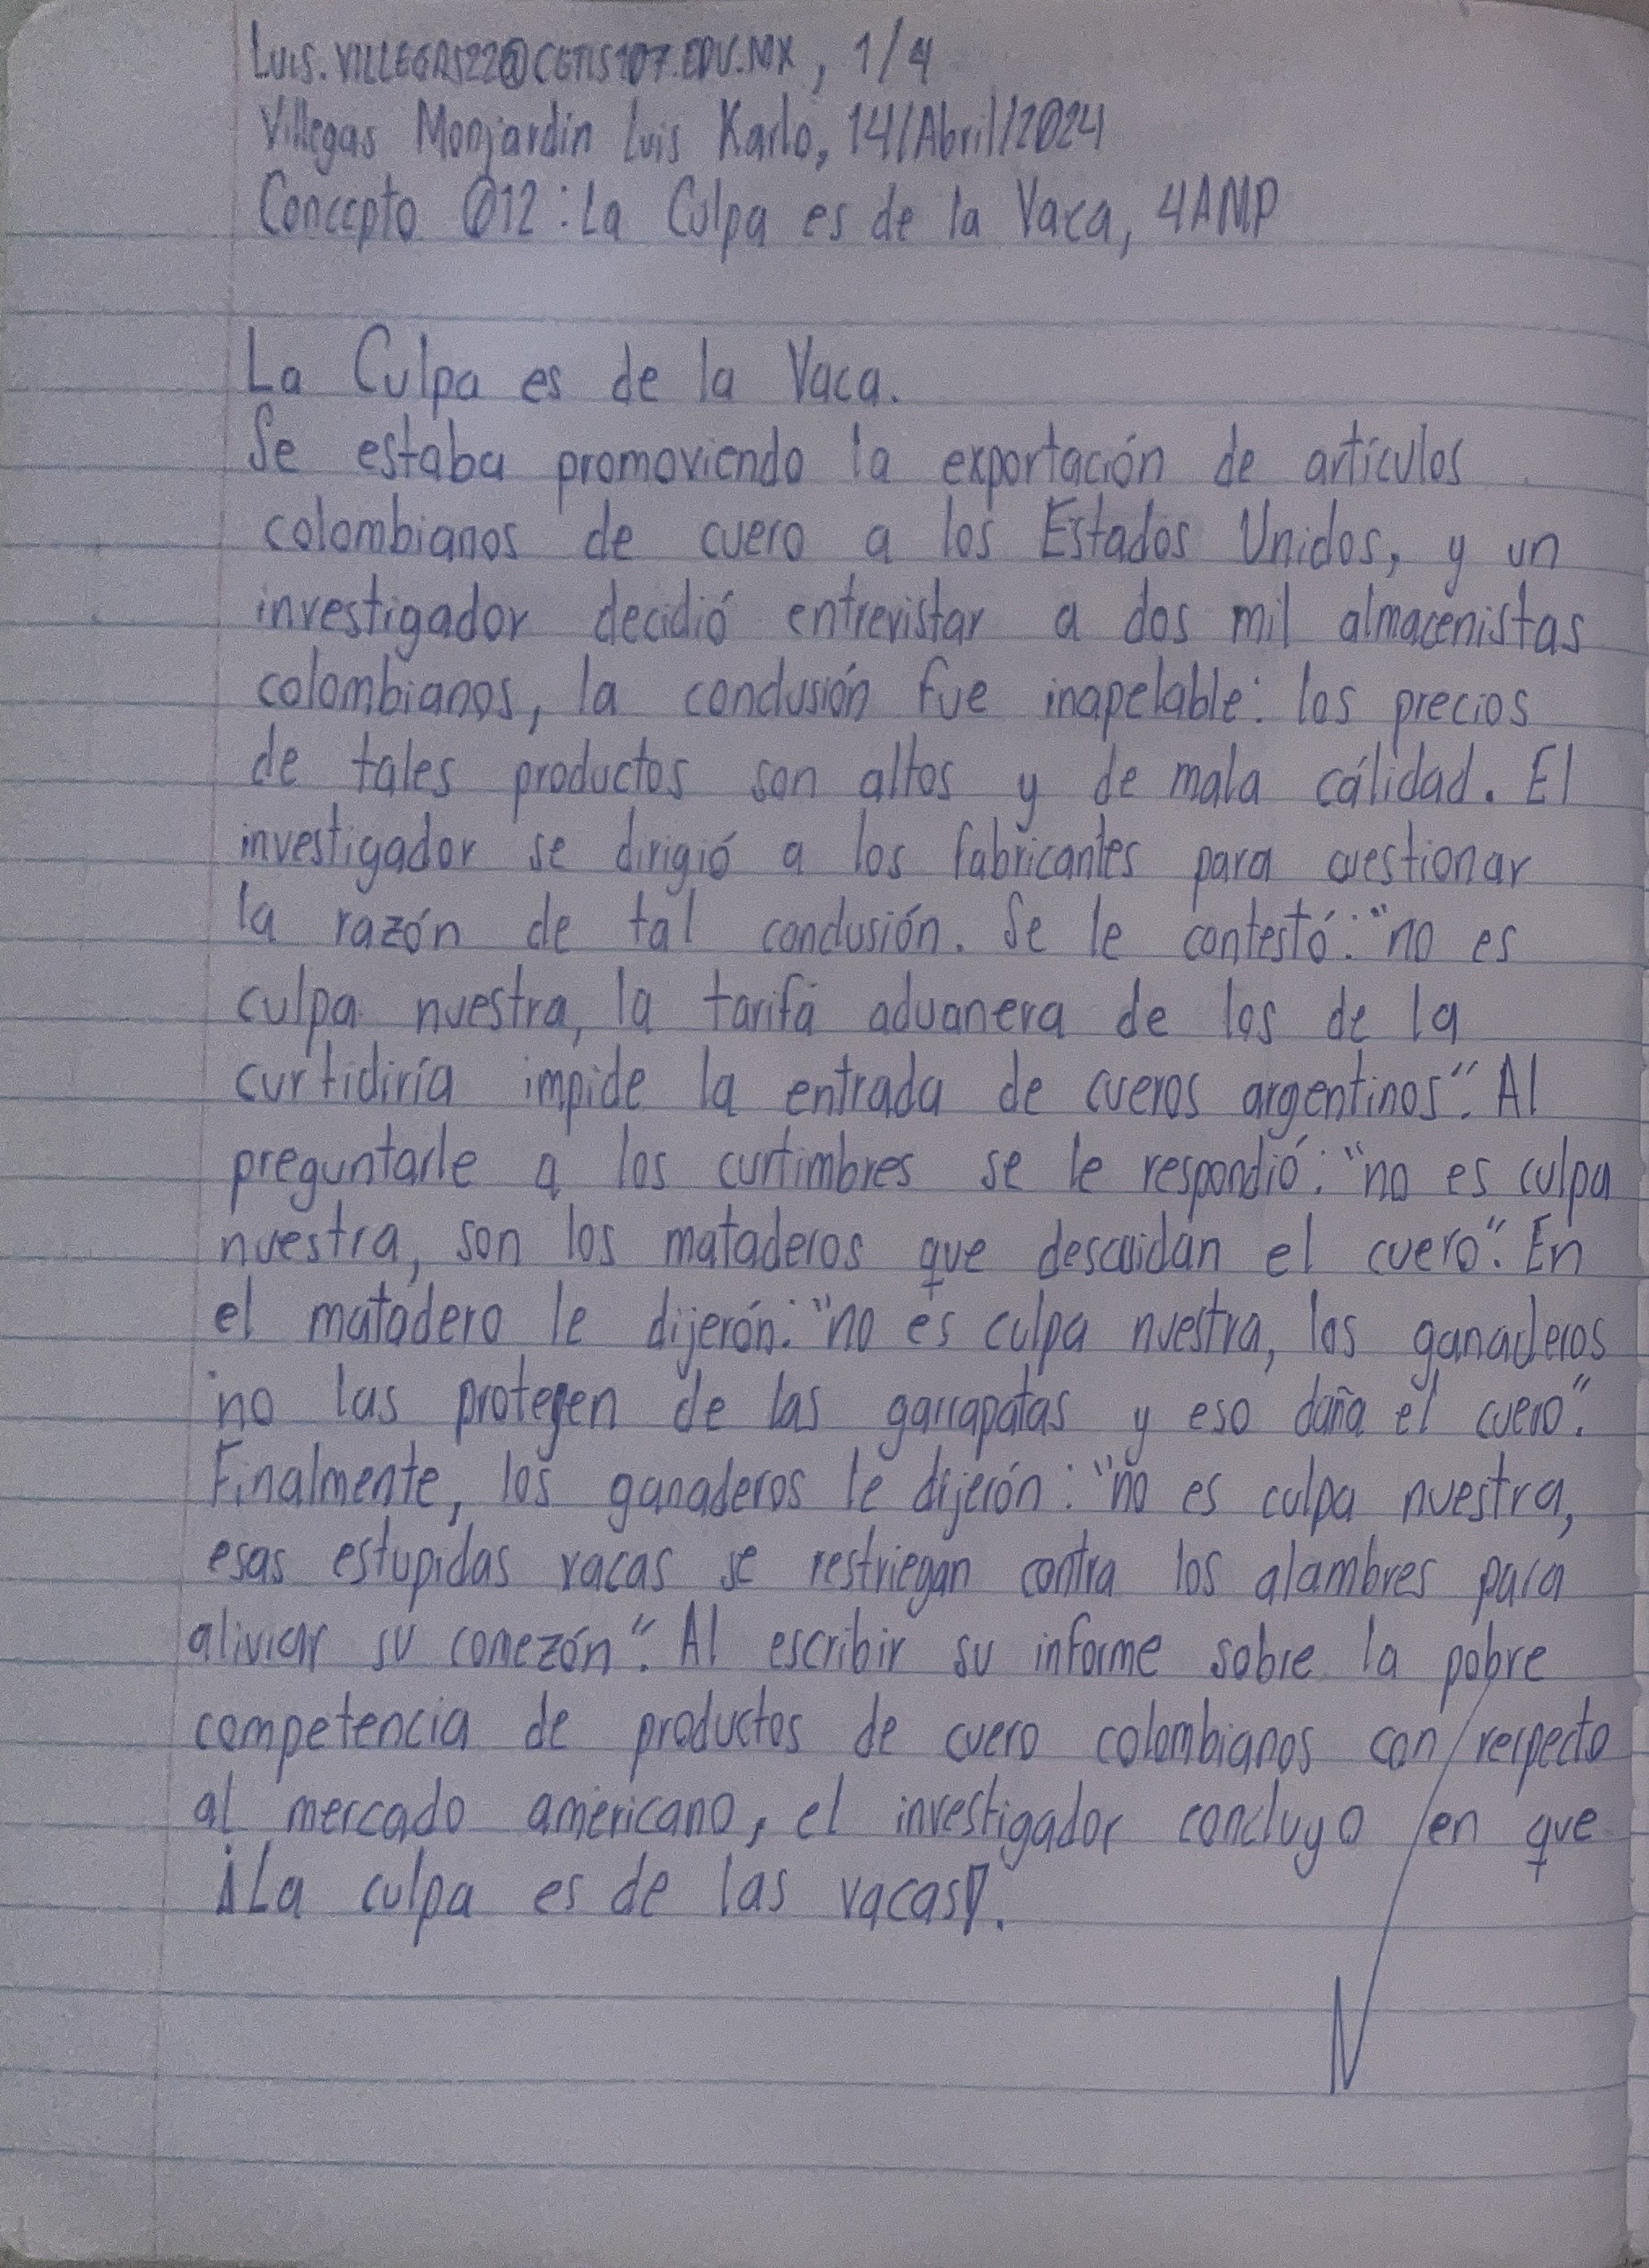 LUIS.VILLEGAS22@CETIS107.EDU.MX, 1/4
Villegas Monjardin Luis Karlo, 14/Abril/2024
Concepto 012: La Culpa es de la Vaca, 4AMP
La Culpa es de la Vaca.
Se estaba promoviendo la exportación de artículos
colombianos de cuero a los Estados Unidos, y un
investigador decidió entrevistar a dos mil almacenistas
colombianos, la conclusión fue inapelable: los precios
de tales productos son altos y de mala cálidad. El
investigador se dirigió a los fabricantes para cuestionar
la razón de tal conclusión. Se le contestó: "no es
culpa nuestra, la tarifa aduanera de los de la
curtidiría impide la entrada de cueros argentinos". Al
preguntarle a los curtimbres se le respondió: "no es culpa
nuestra, son los mataderos que descuidan el cuero". En
el matadero le dijerón: "no es culpa nuestra, los ganaderos
no las protegen de las garrapatas y eso daña el cuero".
Finalmente, los ganaderos le dijerón: "no es culpa nuestra,
esas estupidas vacas se restriegan contra los alambres para
aliviar su comezón". Al escribir su informe sobre la pobre
competencia de productos de cuero colombianos con respecto
al mercado americano, el investigador concluyo en que
¡La culpa es de las vacas!.